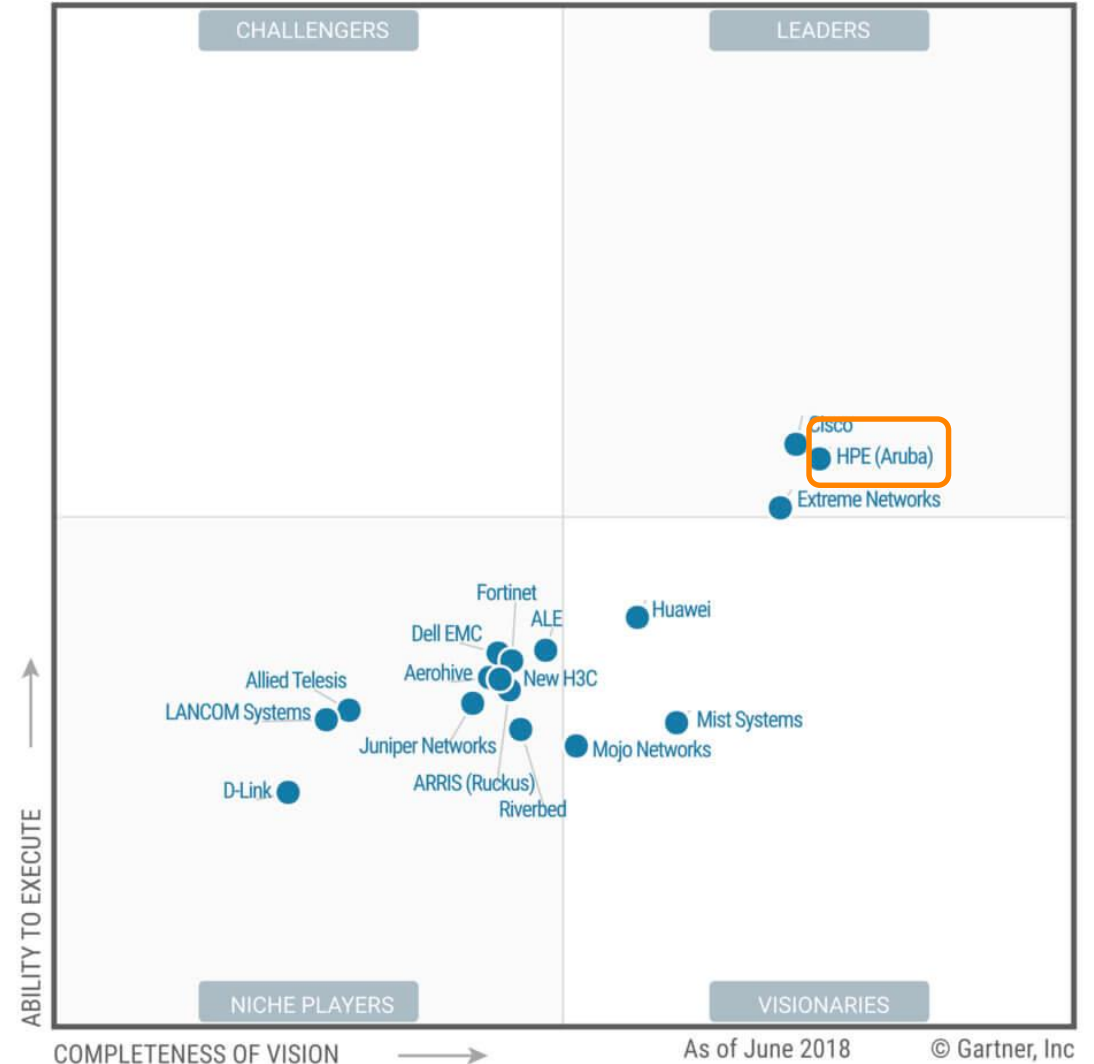 CHALLENGERS
LEADERS
Cisco
HPE (Aruba)
Extreme Networks
Fortinet
ALE
Huawei
Dell EMC
Aerohive
New H3C
Allied Telesis
LANCOM Systems
Mist Systems
Juniper Networks
Mojo Networks
ARRIS (Ruckus)
D-Link
Riverbed
ABILITY TO EXECUTE
NICHE PLAYERS
VISIONARIES
COMPLETENESS OF VISION
As of June 2018
© Gartner, Inc